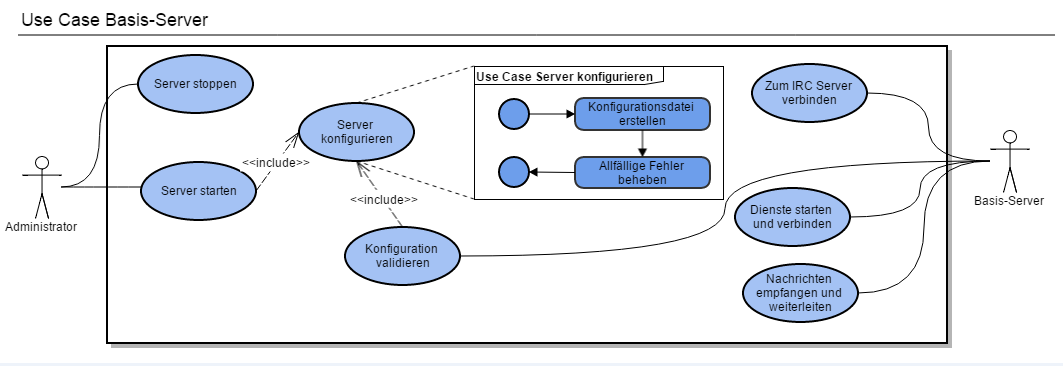 Use Case Basis-Server
Server stoppen
Server
konfigurieren
<<include>>
Server starten
Administrator
<<include>>
Konfiguration
validieren
Use Case Server konfigurieren
Konfigurationsdatei
erstellen
Allfällige Fehler
beheben
Zum IRC Server
verbinden
Dienste starten
und verbinden
Nachrichten
empfangen und
weiterleiten
Basis-Server